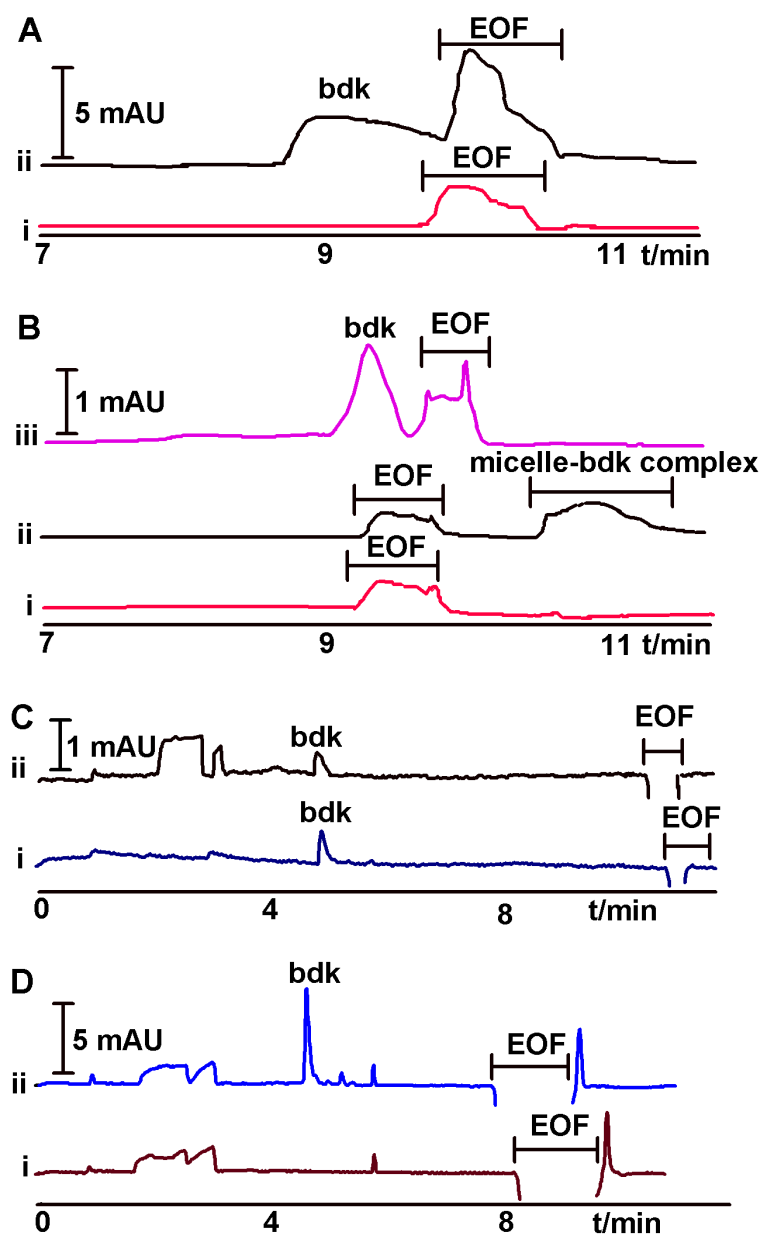 A
EOF
bdk
5 mAU
EOF
ii
i
7 9 11 t/min
B
bdk EOF
1 mAU
iii
micelle-bdk complex
EOF
ii
EOF
i
7 9 11 t/min
C
EOF
1 mAU bdk
ii
bdk EOF
i
0 4 8 t/min
D
bdk
5 mAU EOF
ii
EOF
i
0 4 8 t/min